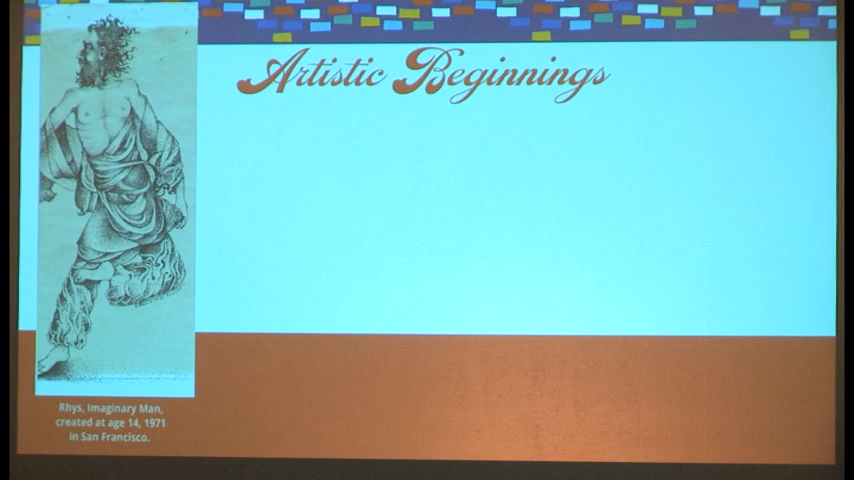 Artistic Beginnings
Rhys, Imaginary Man,
created at age 14, 1971
in San Francisco.